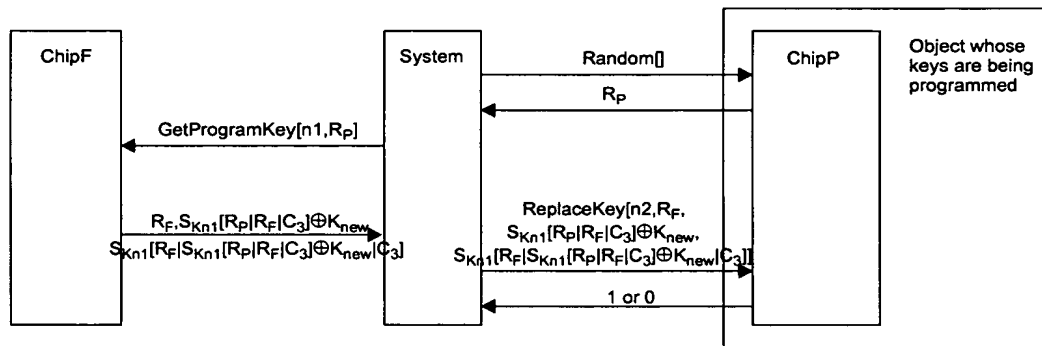 ChipF
System
ChipP
Object whose
keys are being
programmed
Random[]
R_P
GetProgramKey[n1,R_P]
R_F,S_Kn1[R_P|R_F|C_3]⊕K_new,
S_Kn1[R_F|S_Kn1[R_P|R_F|C_3]⊕K_new|C_3]
ReplaceKey[n2,R_F,
S_Kn1[R_P|R_F|C_3]⊕K_new,
S_Kn1[R_F|S_Kn1[R_P|R_F|C_3]⊕K_new|C_3]]
1 or 0